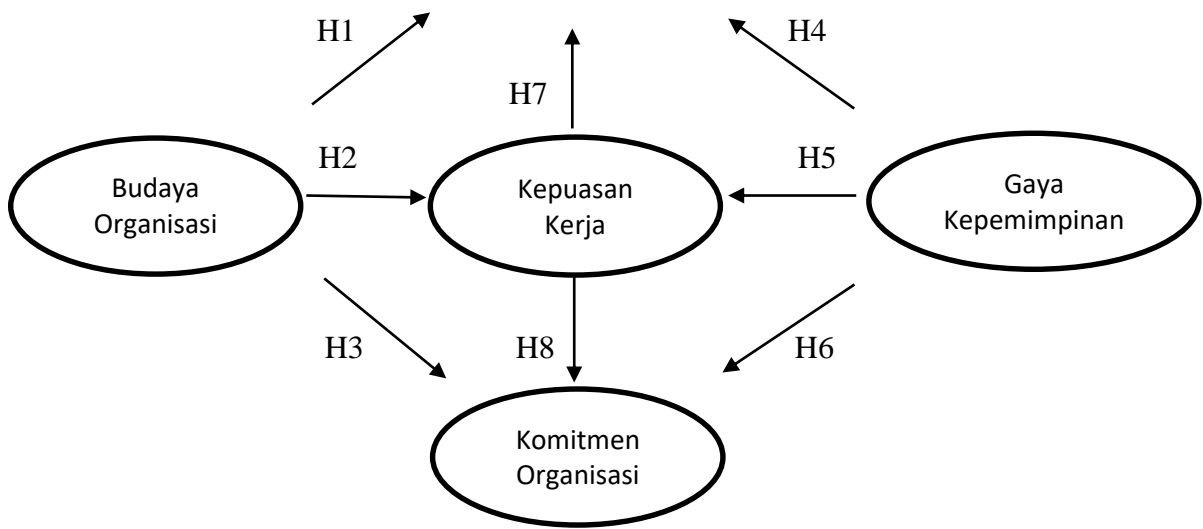 H1
H4
H7
H2
H5
Budaya
Organisasi
Kepuasan
Kerja
Gaya
Kepemimpinan
H3
H8
H6
Komitmen
Organisasi